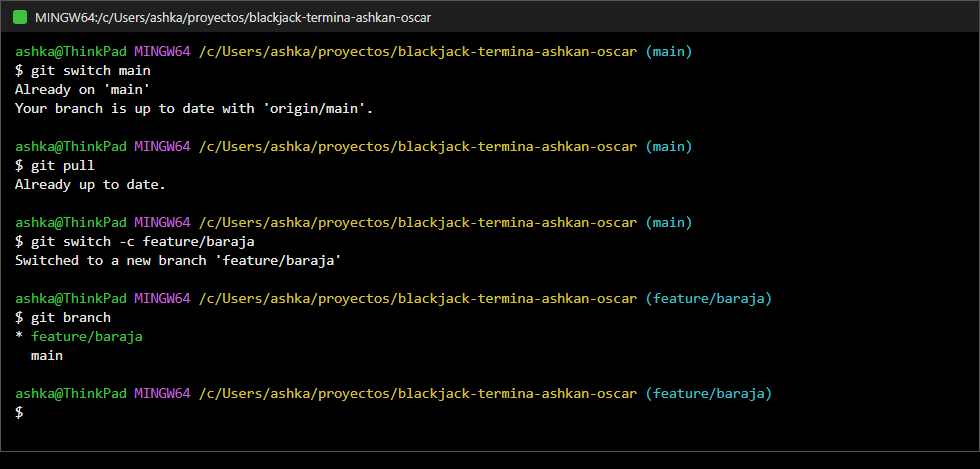 MINGW64:/c/Users/ashka/proyectos/blackjack-termina-ashkan-oscar
ashka@ThinkPad MINGW64 /c/Users/ashka/proyectos/blackjack-termina-ashkan-oscar (main)
$ git switch main
Already on 'main'
Your branch is up to date with 'origin/main'.
ashka@ThinkPad MINGW64 /c/Users/ashka/proyectos/blackjack-termina-ashkan-oscar (main)
$ git pull
Already up to date.
ashka@ThinkPad MINGW64 /c/Users/ashka/proyectos/blackjack-termina-ashkan-oscar (main)
$ git switch -c feature/baraja
Switched to a new branch 'feature/baraja'
ashka@ThinkPad MINGW64 /c/Users/ashka/proyectos/blackjack-termina-ashkan-oscar (feature/baraja)
$ git branch
* feature/baraja
  main
ashka@ThinkPad MINGW64 /c/Users/ashka/proyectos/blackjack-termina-ashkan-oscar (feature/baraja)
$